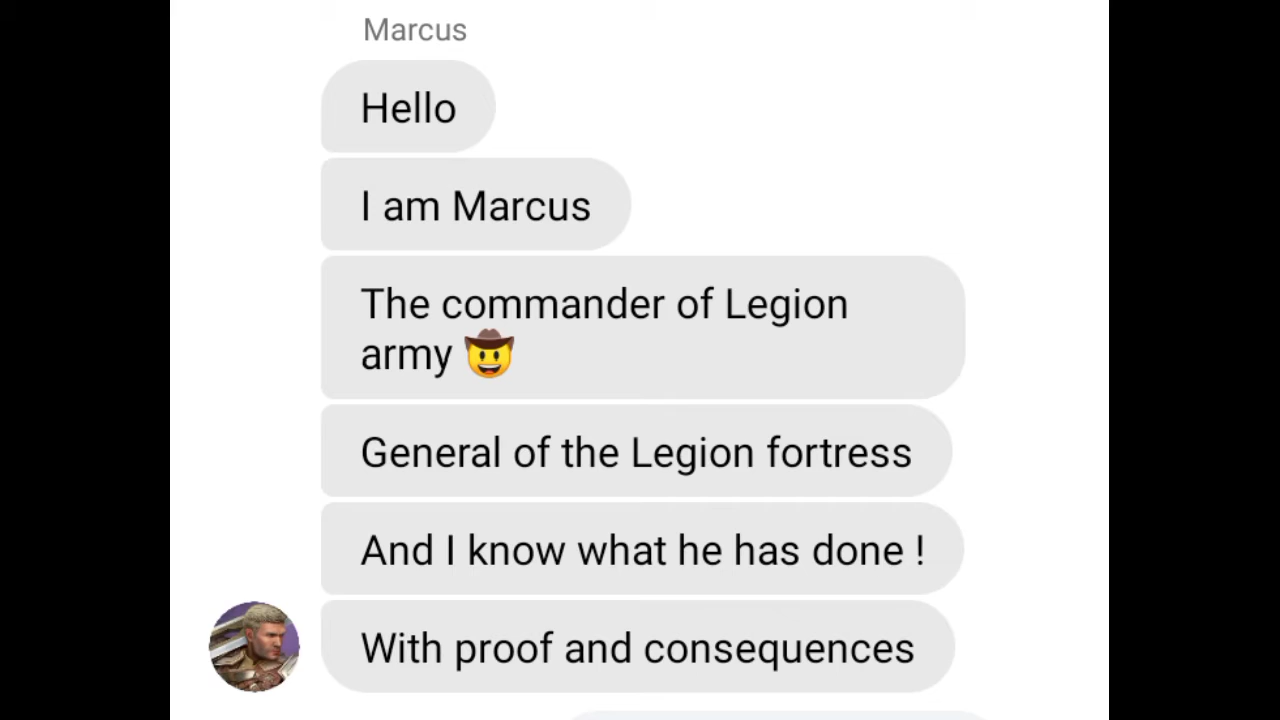 Marcus
Hello
I am Marcus
The commander of Legion
army 🤠
General of the Legion fortress
And I know what he has done !
With proof and consequences